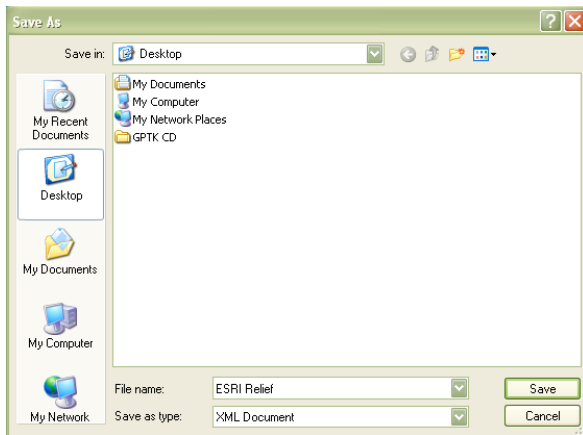 Save As
Save in: Desktop
My Recent Documents
Desktop
My Documents
My Computer
My Network
My Documents
My Computer
My Network Places
GPTK CD
File name: ESRI Relief Save
Save as type: XML Document Cancel